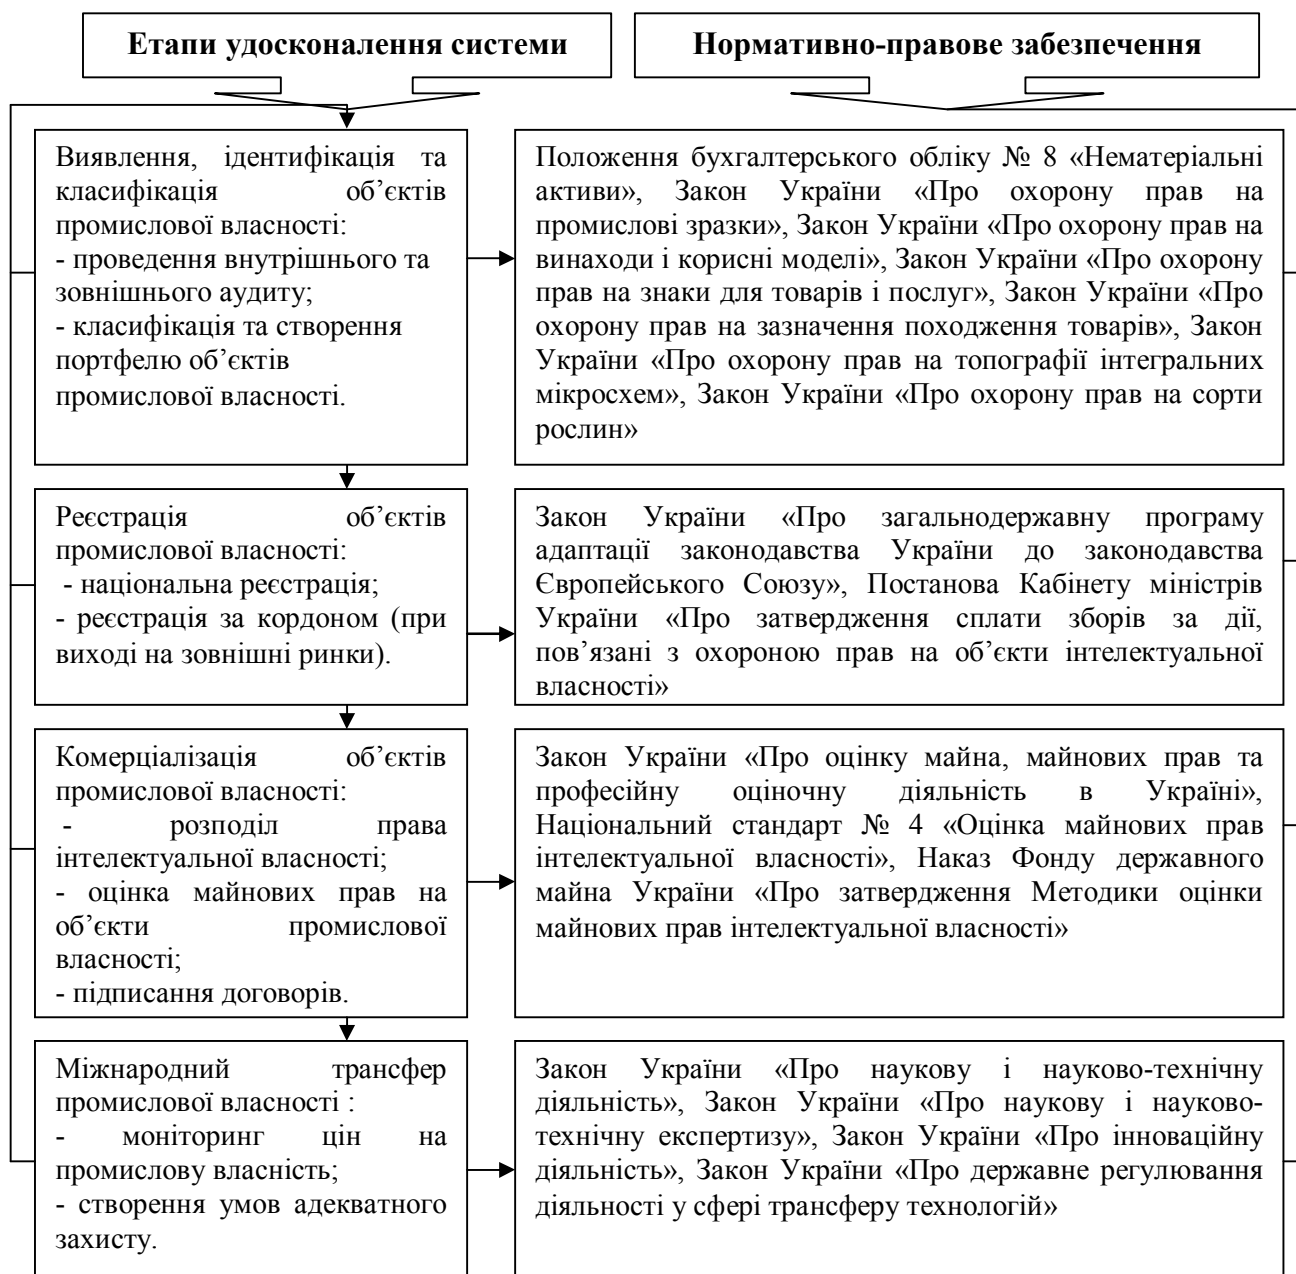 Етапи удосконалення системи
Нормативно-правове забезпечення
Виявлення, ідентифікація та
класифікація об’єктів
промислової власності:
- проведення внутрішнього та
зовнішнього аудиту;
- класифікація та створення
портфелю об’єктів
промислової власності.
Положення бухгалтерського обліку № 8 «Нематеріальні
активи», Закон України «Про охорону прав на
промислові зразки», Закон України «Про охорону прав на
винаходи і корисні моделі», Закон України «Про охорону
прав на знаки для товарів і послуг», Закон України «Про
охорону прав на зазначення походження товарів», Закон
України «Про охорону прав на топографії інтегральних
мікросхем», Закон України «Про охорону прав на сорти
рослин»
Реєстрація об’єктів
промислової власності:
- національна реєстрація;
- реєстрація за кордоном (при
виході на зовнішні ринки).
Закон України «Про загальнодержавну програму
адаптації законодавства України до законодавства
Європейського Союзу», Постанова Кабінету міністрів
України «Про затвердження сплати зборів за дії,
пов’язані з охороною прав на об’єкти інтелектуальної
власності»
Комерціалізація об’єктів
промислової власності:
- розподіл права
інтелектуальної власності;
- оцінка майнових прав на
об’єкти промислової
власності;
- підписання договорів.
Закон України «Про оцінку майна, майнових прав та
професійну оціночну діяльність в Україні»,
Національний стандарт № 4 «Оцінка майнових прав
інтелектуальної власності», Наказ Фонду державного
майна України «Про затвердження Методики оцінки
майнових прав інтелектуальної власності»
Міжнародний трансфер
промислової власності :
- моніторинг цін на
промислову власність;
- створення умов адекватного
захисту.
Закон України «Про наукову і науково-технічну
діяльність», Закон України «Про наукову і науково-
технічну експертизу», Закон України «Про інноваційну
діяльність», Закон України «Про державне регулювання
діяльності у сфері трансферу технологій»